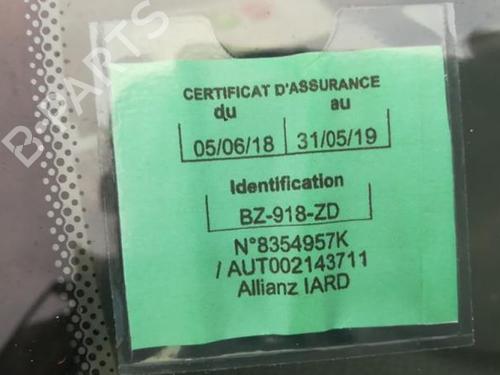 B-PARTS
CERTIFICAT D'ASSURANCE
du au
05/06/18 31/05/19
Identification
BZ-918-ZD
N°8354957K
/ AUT002143711
Allianz IARD